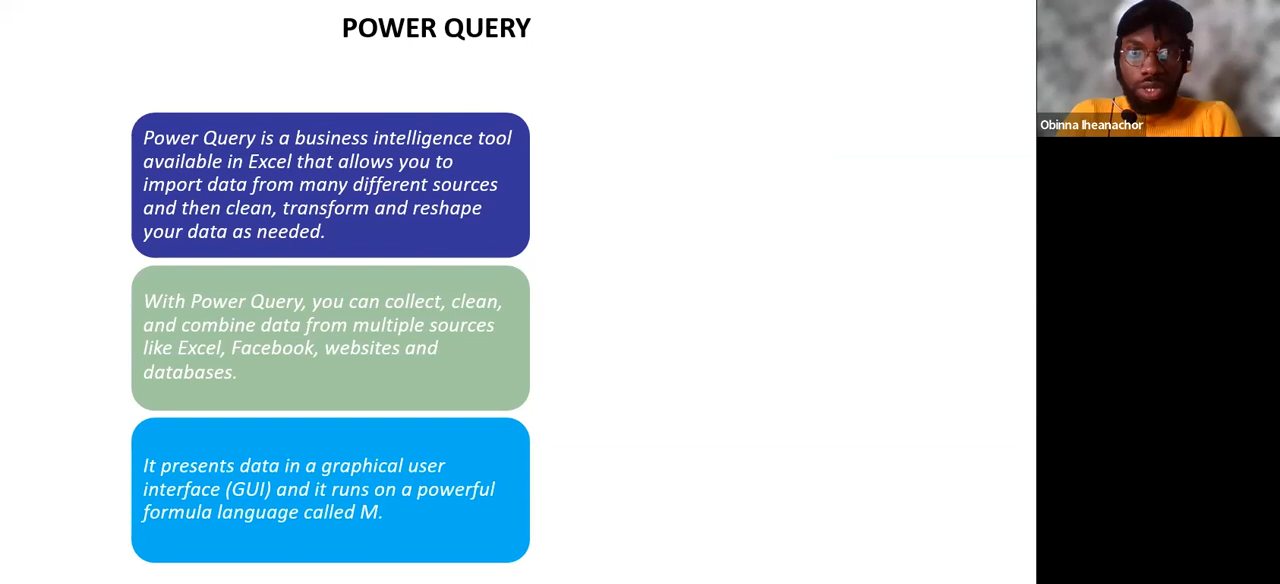 POWER QUERY
Power Query is a business intelligence tool
available in Excel that allows you to
import data from many different sources
and then clean, transform and reshape
your data as needed.
With Power Query, you can collect, clean,
and combine data from multiple sources
like Excel, Facebook, websites and
databases.
It presents data in a graphical user
interface (GUI) and it runs on a powerful
formula language called M.
Obinna Iheanachor